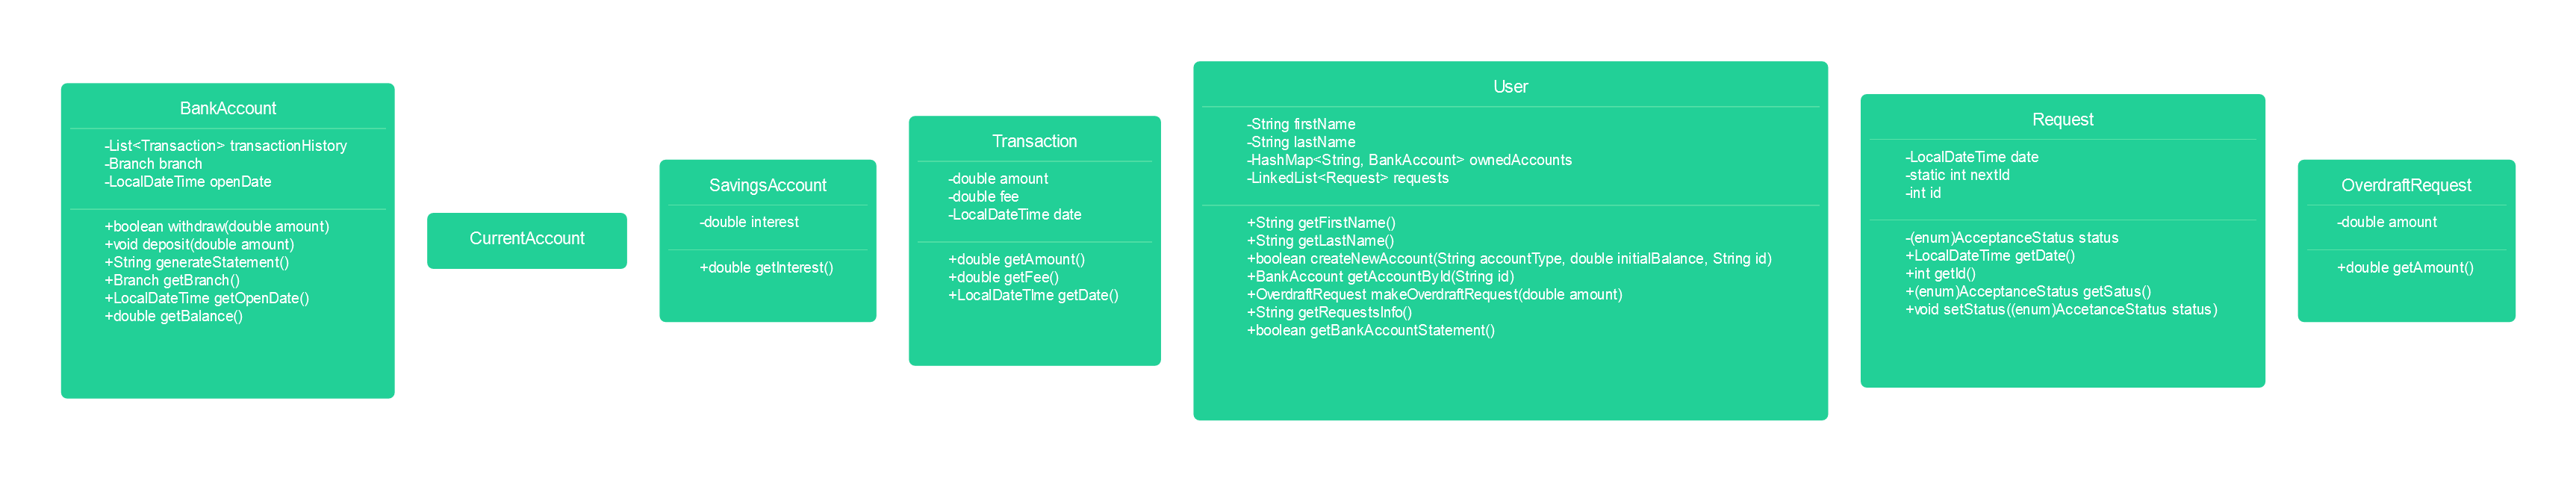 BankAccount
-List<Transaction> transactionHistory
-Branch branch
-LocalDateTime openDate
+boolean withdraw(double amount)
+void deposit(double amount)
+String generateStatement()
+Branch getBranch()
+LocalDateTime getOpenDate()
+double getBalance()
CurrentAccount
SavingsAccount
-double interest
+double getInterest()
Transaction
-double amount
-double fee
-LocalDateTime date
+double getAmount()
+double getFee()
+LocalDateTIme getDate()
User
-String firstName
-String lastName
-HashMap<String, BankAccount> ownedAccounts
-LinkedList<Request> requests
+String getFirstName()
+String getLastName()
+boolean createNewAccount(String accountType, double initialBalance, String id)
+BankAccount getAccountById(String id)
+OverdraftRequest makeOverdraftRequest(double amount)
+String getRequestsInfo()
+boolean getBankAccountStatement()
Request
-LocalDateTime date
-static int nextId
-int id
-(enum)AcceptanceStatus status
+LocalDateTime getDate()
+int getId()
+(enum)AcceptanceStatus getSatus()
+void setStatus((enum)AccetanceStatus status)
OverdraftRequest
-double amount
+double getAmount()